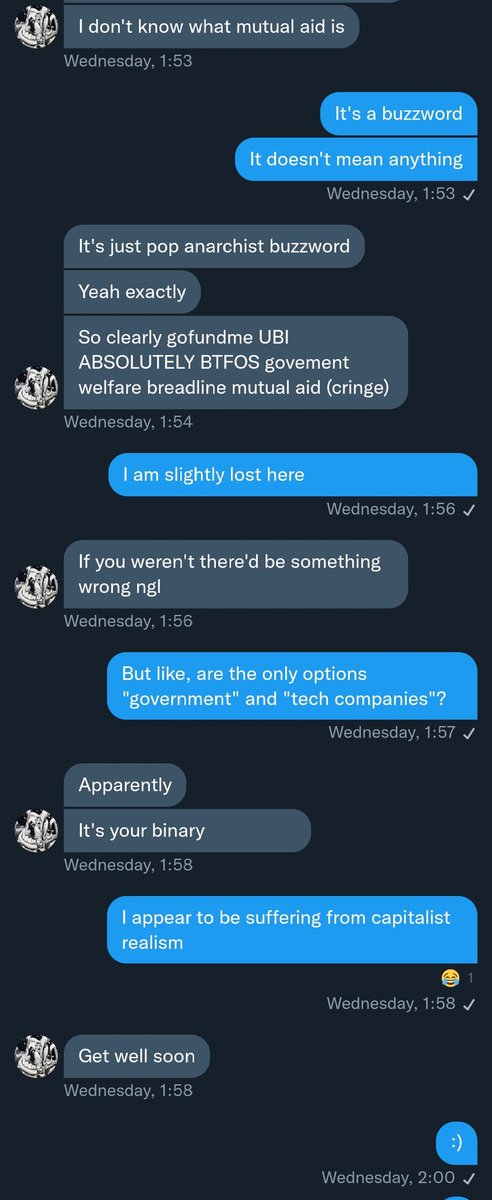 I don't know what mutual aid is
Wednesday, 1:53
It's a buzzword
It doesn't mean anything
Wednesday, 1:53 ✓
It's just pop anarchist buzzword
Yeah exactly
So clearly gofundme UBI
ABSOLUTELY BTFOS govement
welfare breadline mutual aid (cringe)
Wednesday, 1:54
I am slightly lost here
Wednesday, 1:56 ✓
If you weren't there'd be something
wrong ngl
Wednesday, 1:56
But like, are the only options
"government" and "tech companies"?
Wednesday, 1:57 ✓
Apparently
It's your binary
Wednesday, 1:58
I appear to be suffering from capitalist
realism
😂 1
Wednesday, 1:58 ✓
Get well soon
Wednesday, 1:58
:)
Wednesday, 2:00 ✓